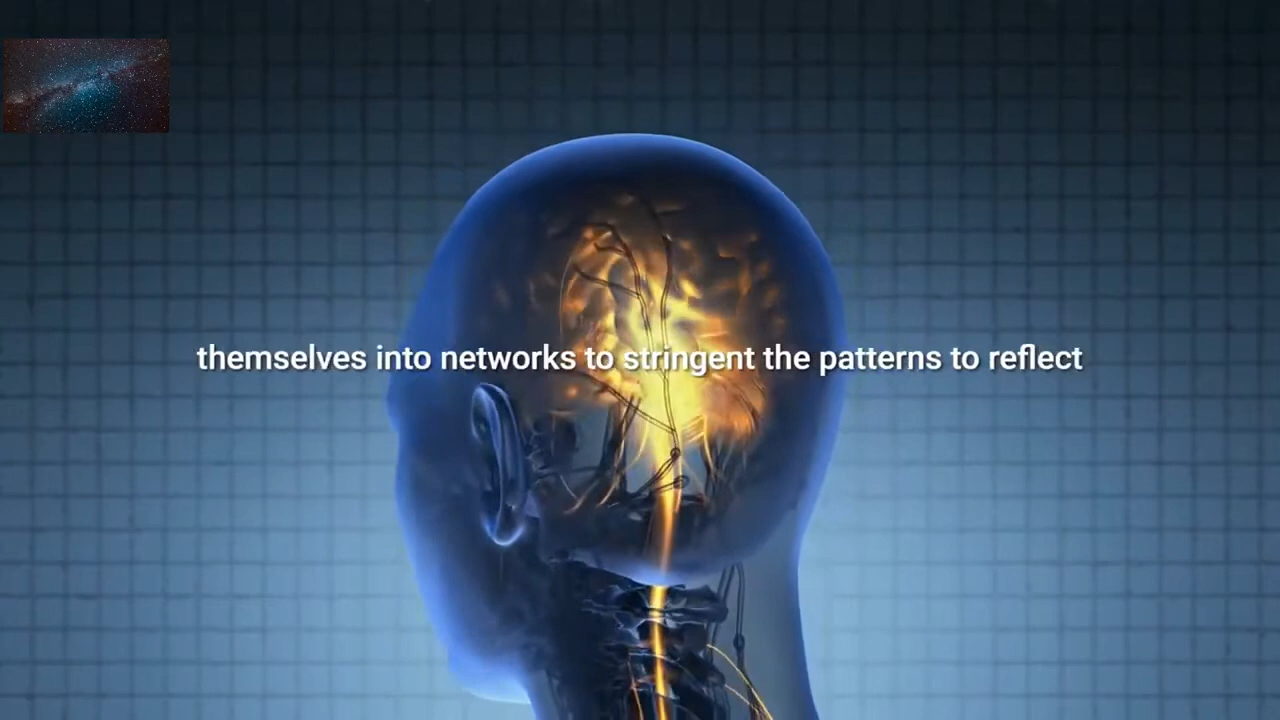 themselves into networks to stringent the patterns to reflect